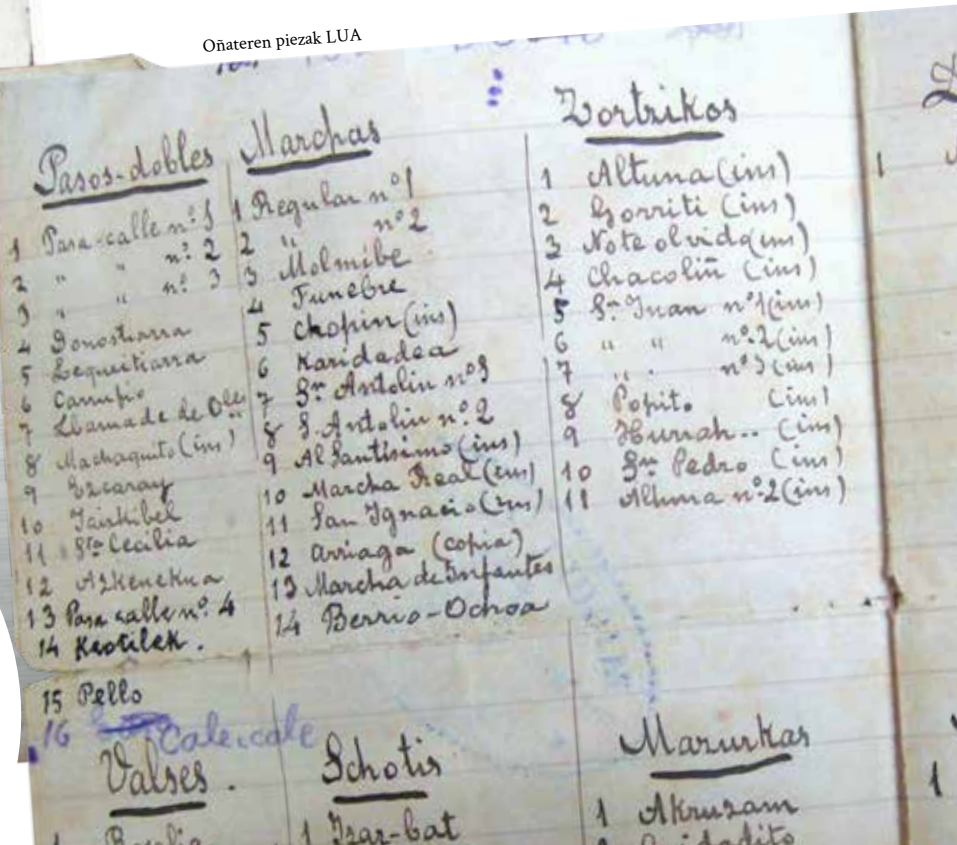 Oñateren piezak LUA
Pasos-dobles
1 Pasa-calle nº 1
2 " " nº 2
3 " " nº 3
4 Donostiarra
5 Lequeitiarra
6
7 Llamada de Ole
8 Machaquito (ins)
9 Ezcaray
10 Jaizkibel
11 Sta Cecilia
12 Azkenekua
13 Pasa calle nº 4
14
15 Pello
16 Cale-cale
Marchas
1 Regular nº 1
2 " nº 2
3
4 Funebre
5 Chopin (ins)
6 Karidadea
7 Sn Antolin nº 1
8 S. Antolin nº 2
9 Al Santísimo (ins)
10 Marcha Real (ins)
11 San Ignacio (ins)
12 Arriaga (copia)
13 Marcha de Infantes
14 Berrio-Ochoa
Zortzikos
1 Altuna (ins)
2 Gorriti (ins)
3 No te olvida (ins)
4 Chacoliñ (ins)
5 Sn Juan nº 1 (ins)
6 " " nº 2 (ins)
7 " " nº 3 (ins)
8 Popito (ins)
9 Hurrah.. (ins)
10 Sn Pedro (ins)
11 Altuna nº 2 (ins)
1
Valses.
1
Schotis
1 Izar-bat
Mazurkas
1 Akruzam
1